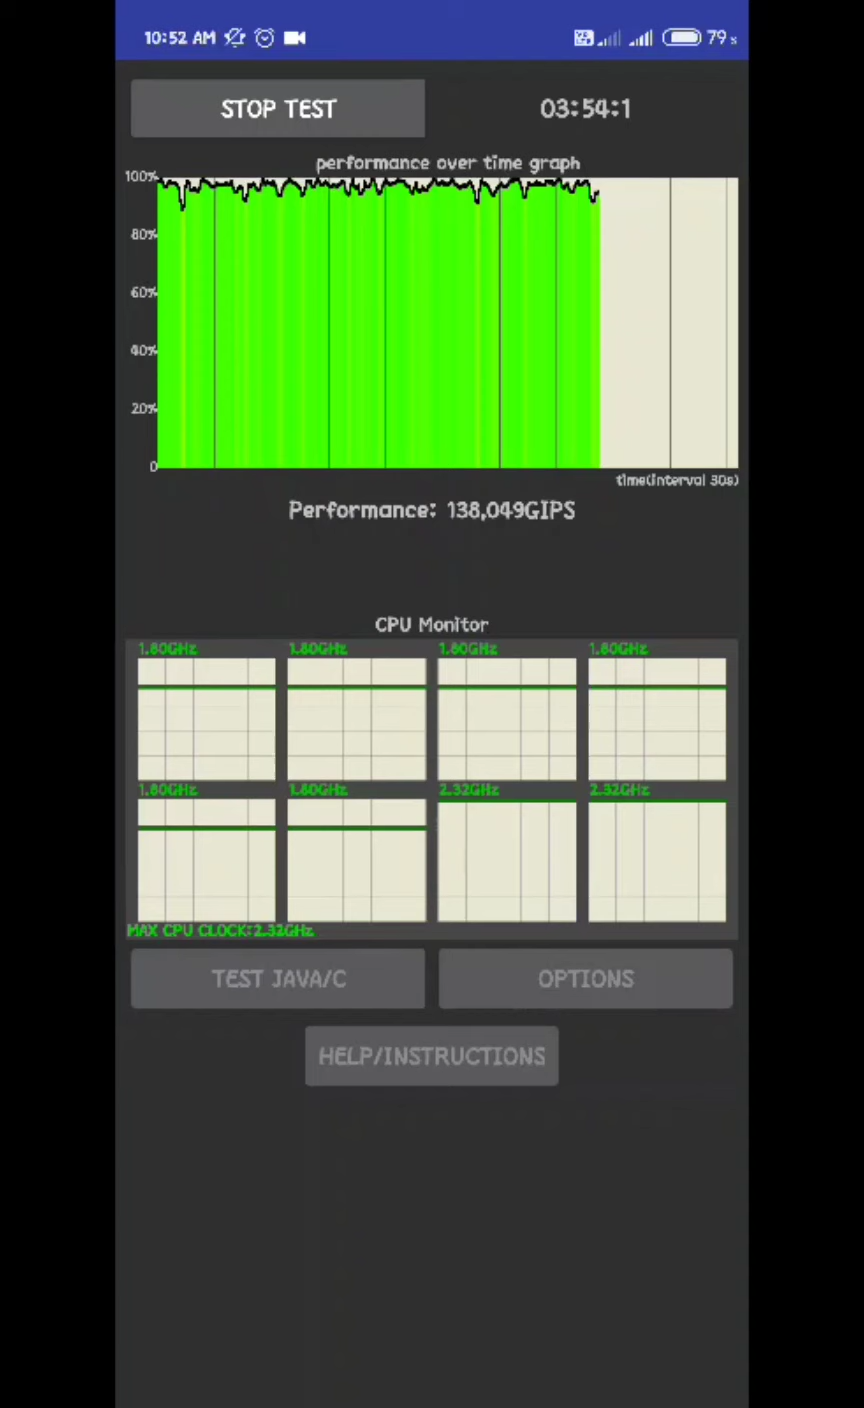 10:52 AM 79
STOP TEST 03:54:1
performance over time graph
100%
80%
60%
40%
20%
0
time(interval 30s)
Performance: 138,049GIPS
CPU Monitor
1.80GHz 1.80GHz 1.80GHz 1.80GHz
1.80GHz 1.80GHz 2.32GHz 2.32GHz
MAX CPU CLOCK:2.32GHz
TEST JAVA/C OPTIONS
HELP/INSTRUCTIONS